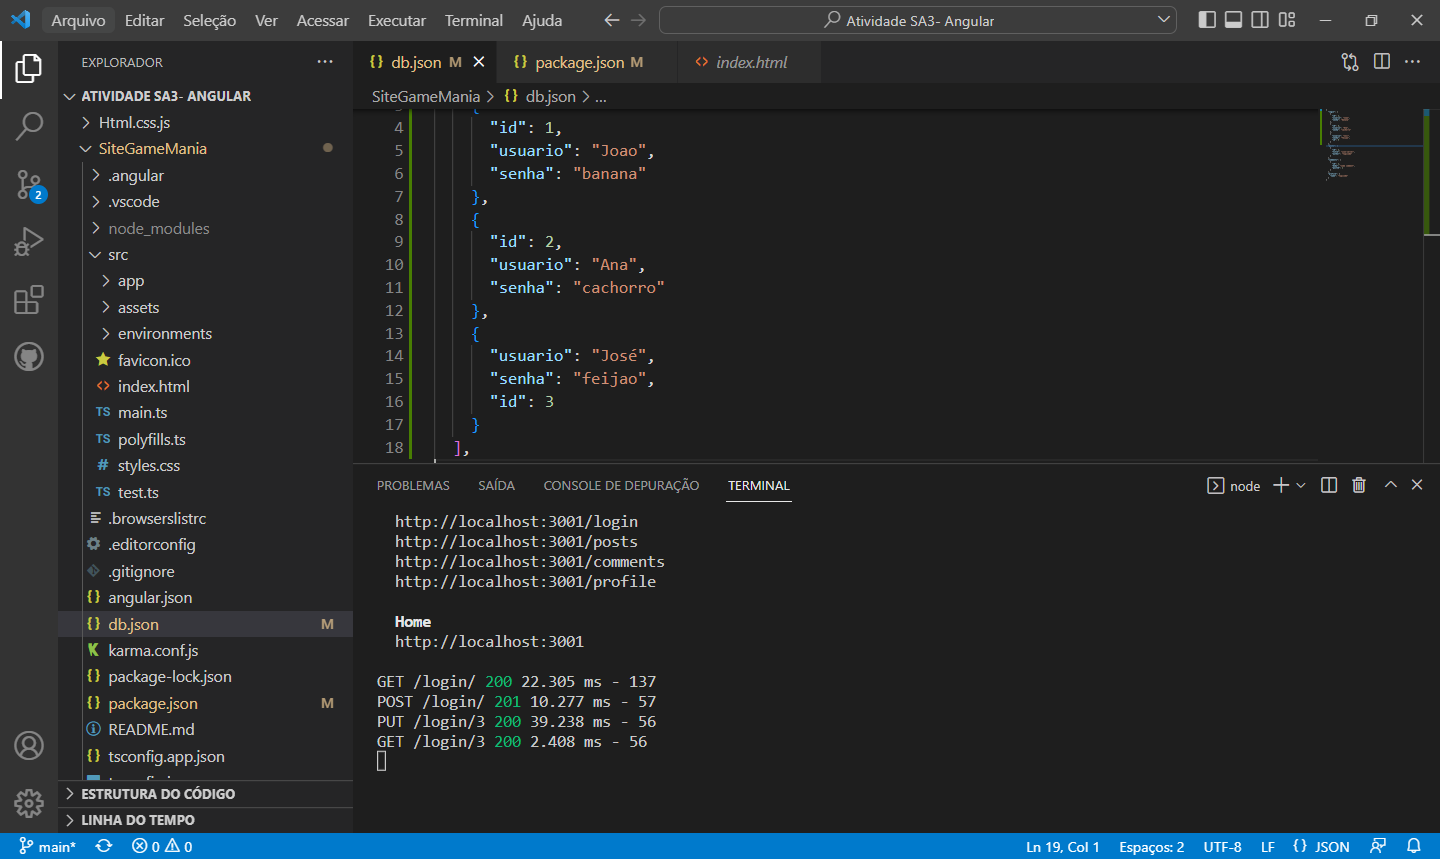 Arquivo Editar Seleção Ver Acessar Executar Terminal Ajuda Atividade SA3- Angular
EXPLORADOR
ATIVIDADE SA3- ANGULAR
Html.css.js
SiteGameMania
.angular
.vscode
node_modules
src
app
assets
environments
favicon.ico
index.html
TS main.ts
TS polyfills.ts
# styles.css
TS test.ts
.browserslistrc
.editorconfig
.gitignore
{} angular.json
{} db.json M
karma.conf.js
{} package-lock.json
{} package.json M
README.md
{} tsconfig.app.json
ESTRUTURA DO CÓDIGO
LINHA DO TEMPO
2
{} db.json M {} package.json M <> index.html
SiteGameMania > {} db.json > ...
4 "id": 1,
5 "usuario": "Joao",
6 "senha": "banana"
7 },
8 {
9 "id": 2,
10 "usuario": "Ana",
11 "senha": "cachorro"
12 },
13 {
14 "usuario": "José",
15 "senha": "feijao",
16 "id": 3
17 }
18 ],
PROBLEMAS SAÍDA CONSOLE DE DEPURAÇÃO TERMINAL node
http://localhost:3001/login
http://localhost:3001/posts
http://localhost:3001/comments
http://localhost:3001/profile
Home
http://localhost:3001
GET /login/ 200 22.305 ms - 137
POST /login/ 201 10.277 ms - 57
PUT /login/3 200 39.238 ms - 56
GET /login/3 200 2.408 ms - 56
main* 0 0 Ln 19, Col 1 Espaços: 2 UTF-8 LF {} JSON